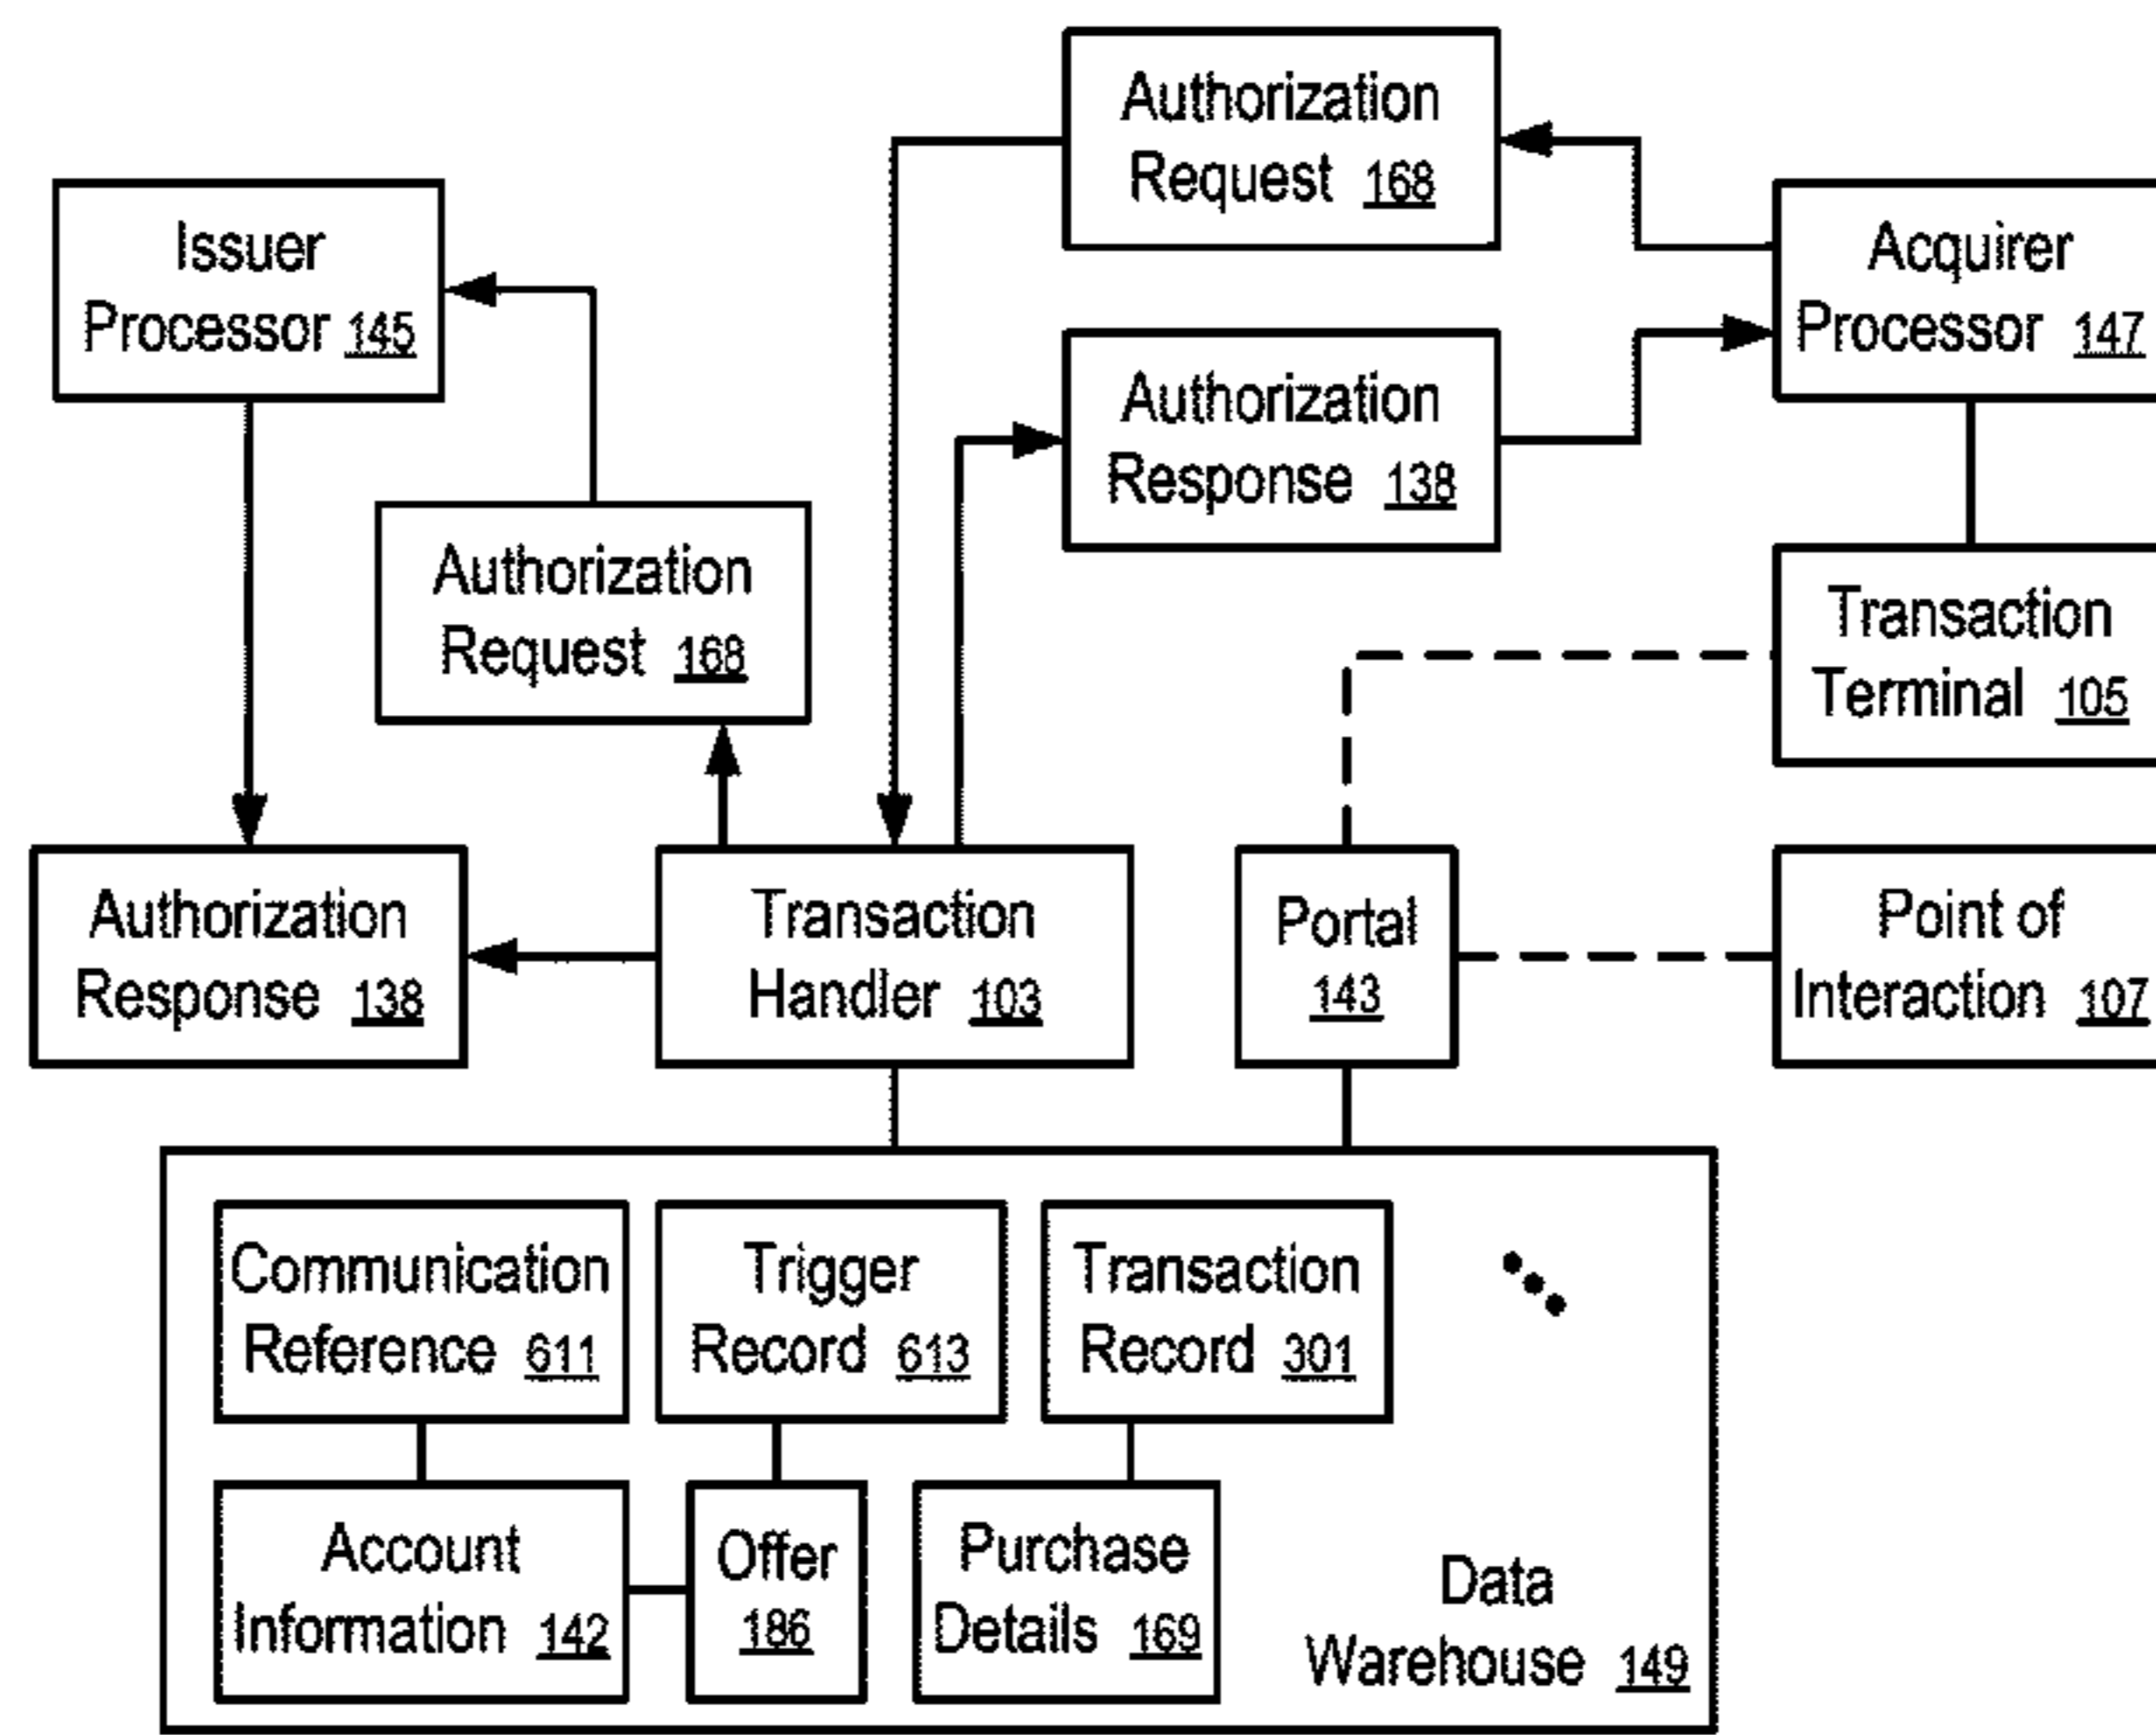 Authorization
Request 168
Issuer
Processor 145
Acquirer
Processor 147
Authorization
Response 138
Authorization
Request 168
Transaction
Terminal 105
Authorization
Response 138
Transaction
Handler 103
Portal
143
Point of
Interaction 107
Communication
Reference 611
Trigger
Record 613
Transaction
Record 301
Account
Information 142
Offer
186
Purchase
Details 169
Data
Warehouse 149